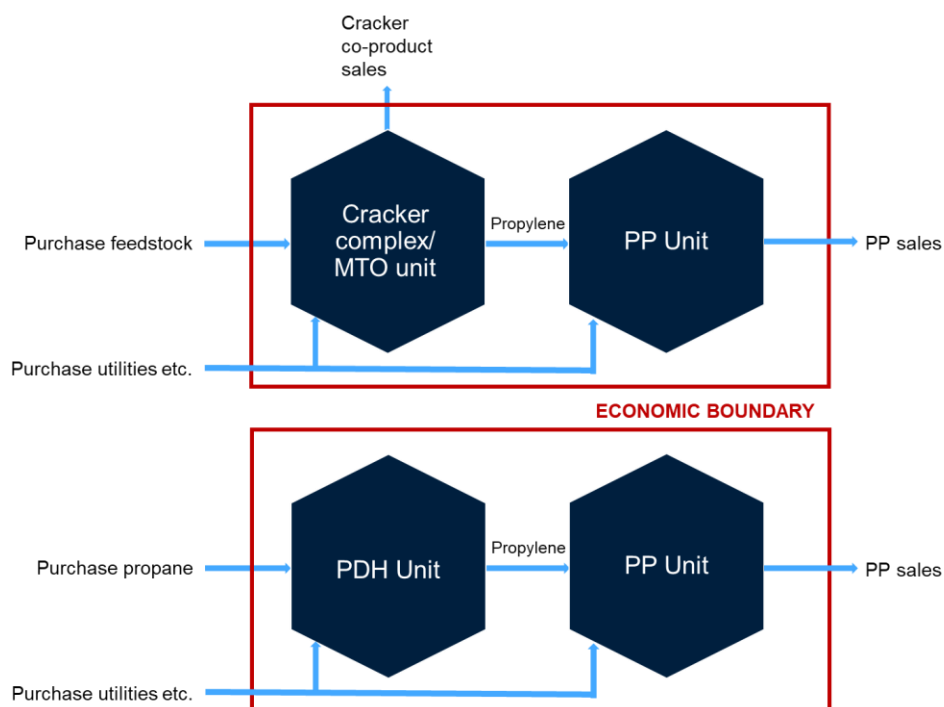 Cracker
co-product
sales
Cracker
complex/
MTO unit
Propylene
PP Unit
Purchase feedstock
PP sales
Purchase utilities etc.
ECONOMIC BOUNDARY
Propylene
PDH Unit
PP Unit
Purchase propane
PP sales
Purchase utilities etc.